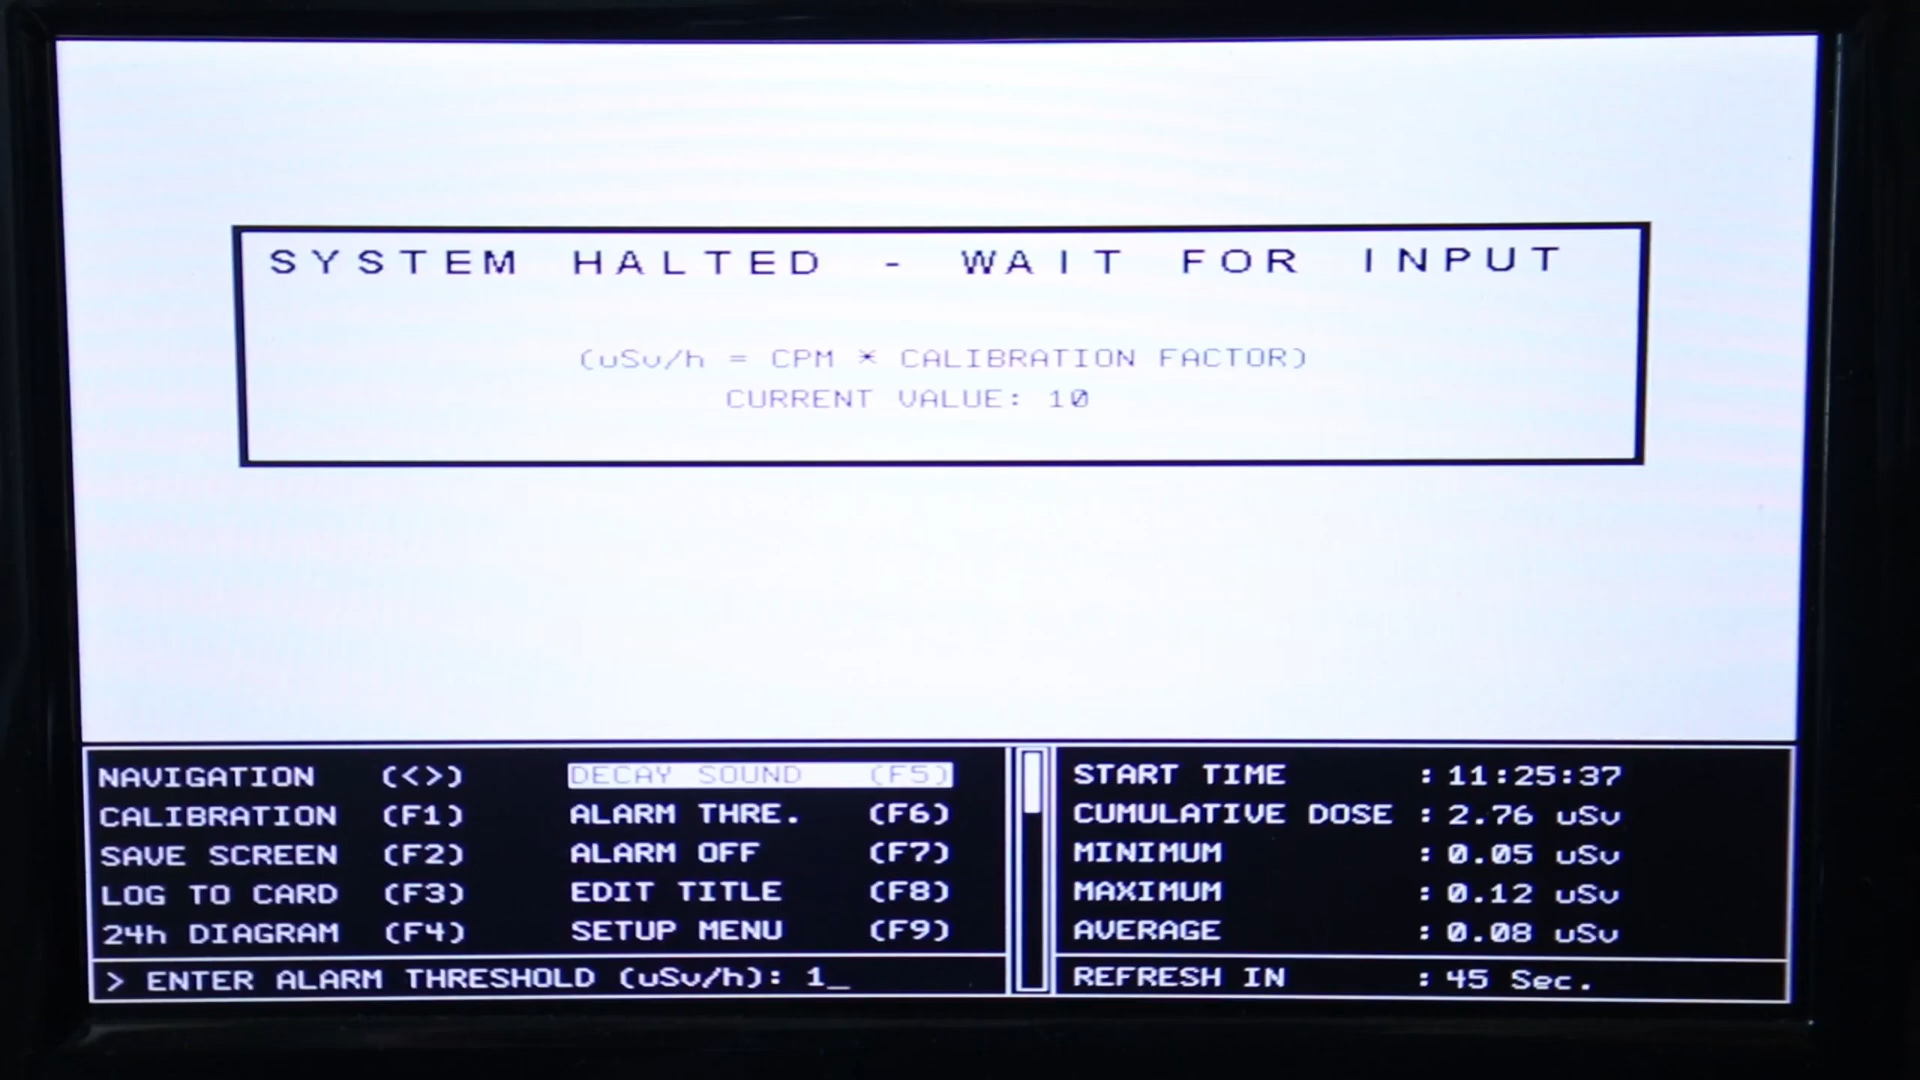 SYSTEM HALTED - WAIT FOR INPUT
(uSv/h = CPM * CALIBRATION FACTOR)
CURRENT VALUE: 10
NAVIGATION (<>) DECAY SOUND (F5)
CALIBRATION (F1) ALARM THRE. (F6)
SAVE SCREEN (F2) ALARM OFF (F7)
LOG TO CARD (F3) EDIT TITLE (F8)
24h DIAGRAM (F4) SETUP MENU (F9)
> ENTER ALARM THRESHOLD (uSv/h): 1_
START TIME : 11:25:37
CUMULATIVE DOSE : 2.76 uSv
MINIMUM : 0.05 uSv
MAXIMUM : 0.12 uSv
AVERAGE : 0.08 uSv
REFRESH IN : 45 Sec.